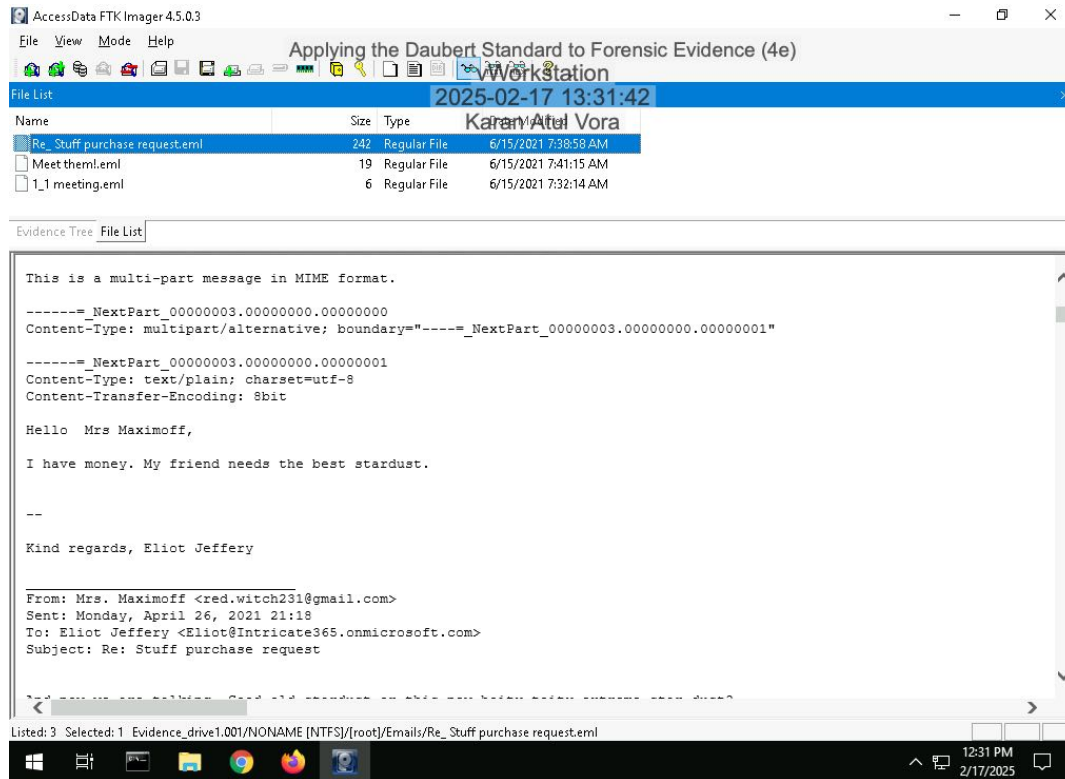 AccessData FTK Imager 4.5.0.3
File View Mode Help
Applying the Daubert Standard to Forensic Evidence (4e)
vWorkstation
2025-02-17 13:31:42
Karan Atul Vora
File List
Name Size Type Date Modified
Re_ Stuff purchase request.eml 242 Regular File 6/15/2021 7:38:58 AM
Meet them!.eml 19 Regular File 6/15/2021 7:41:15 AM
1_1 meeting.eml 6 Regular File 6/15/2021 7:32:14 AM
Evidence Tree File List
This is a multi-part message in MIME format.
------=_NextPart_00000003.00000000.00000000
Content-Type: multipart/alternative; boundary="----=_NextPart_00000003.00000000.00000001"
------=_NextPart_00000003.00000000.00000001
Content-Type: text/plain; charset=utf-8
Content-Transfer-Encoding: 8bit
Hello  Mrs Maximoff,
I have money. My friend needs the best stardust.
--
Kind regards, Eliot Jeffery
From: Mrs. Maximoff <red.witch231@gmail.com>
Sent: Monday, April 26, 2021 21:18
To: Eliot Jeffery <Eliot@Intricate365.onmicrosoft.com>
Subject: Re: Stuff purchase request
Listed: 3 Selected: 1 Evidence_drive1.001/NONAME [NTFS]/[root]/Emails/Re_ Stuff purchase request.eml
12:31 PM
2/17/2025